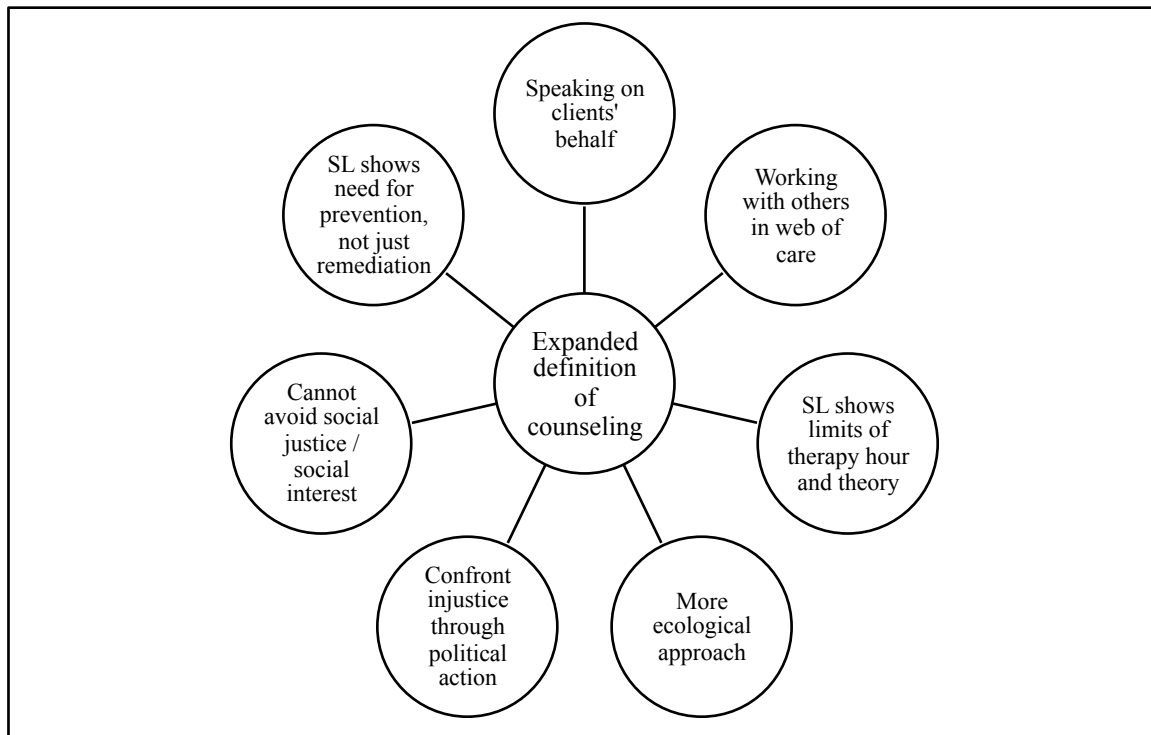 Speaking on
clients'
behalf
SL shows
need for
prevention,
not just
remediation
Working
with others
in web of
care
Expanded
definition
of
counseling
Cannot
avoid social
justice /
social
interest
SL shows
limits of
therapy hour
and theory
Confront
injustice
through
political
action
More
ecological
approach